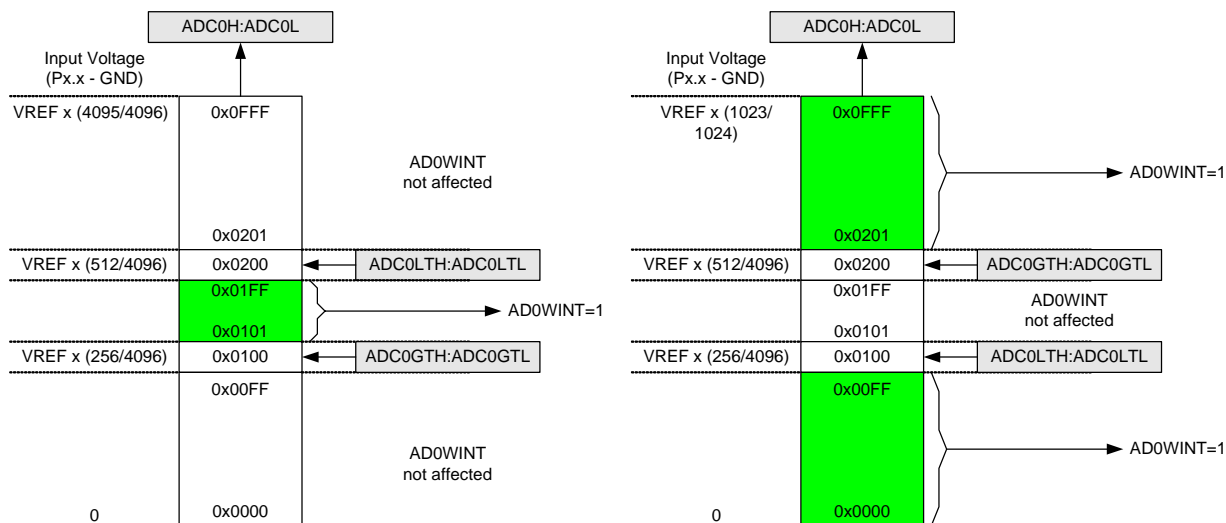 ADC0H:ADC0L
Input Voltage
(Px.x - GND)
VREF x (4095/4096)
0x0FFF
AD0WINT
not affected
0x0201
VREF x (512/4096)
0x0200
ADC0LTH:ADC0LTL
0x01FF
AD0WINT=1
0x0101
VREF x (256/4096)
0x0100
ADC0GTH:ADC0GTL
0x00FF
AD0WINT
not affected
0
0x0000
ADC0H:ADC0L
Input Voltage
(Px.x - GND)
VREF x (1023/
1024)
0x0FFF
AD0WINT=1
0x0201
VREF x (512/4096)
0x0200
ADC0GTH:ADC0GTL
0x01FF
AD0WINT
not affected
0x0101
VREF x (256/4096)
0x0100
ADC0LTH:ADC0LTL
0x00FF
AD0WINT=1
0
0x0000